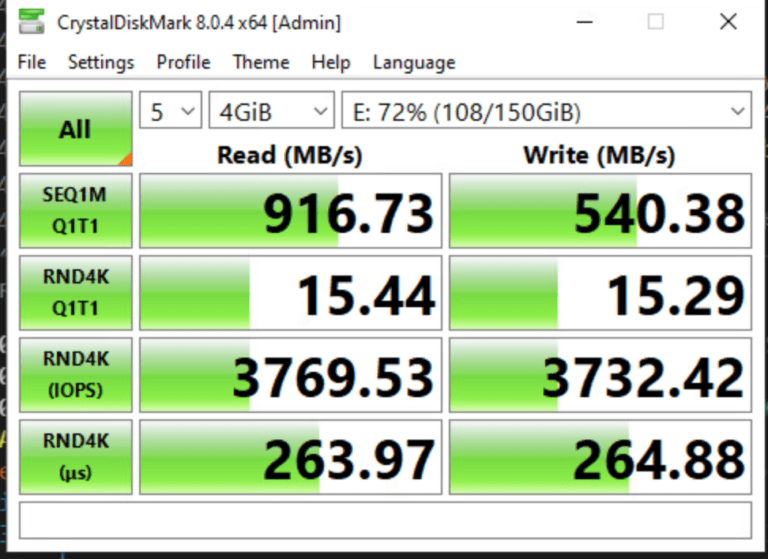 CrystalDiskMark 8.0.4 x64 [Admin]
File Settings Profile Theme Help Language
All 5 4GiB E: 72% (108/150GiB)
Read (MB/s) Write (MB/s)
SEQ1M
Q1T1 916.73 540.38
RND4K
Q1T1 15.44 15.29
RND4K
(IOPS) 3769.53 3732.42
RND4K
(μs) 263.97 264.88